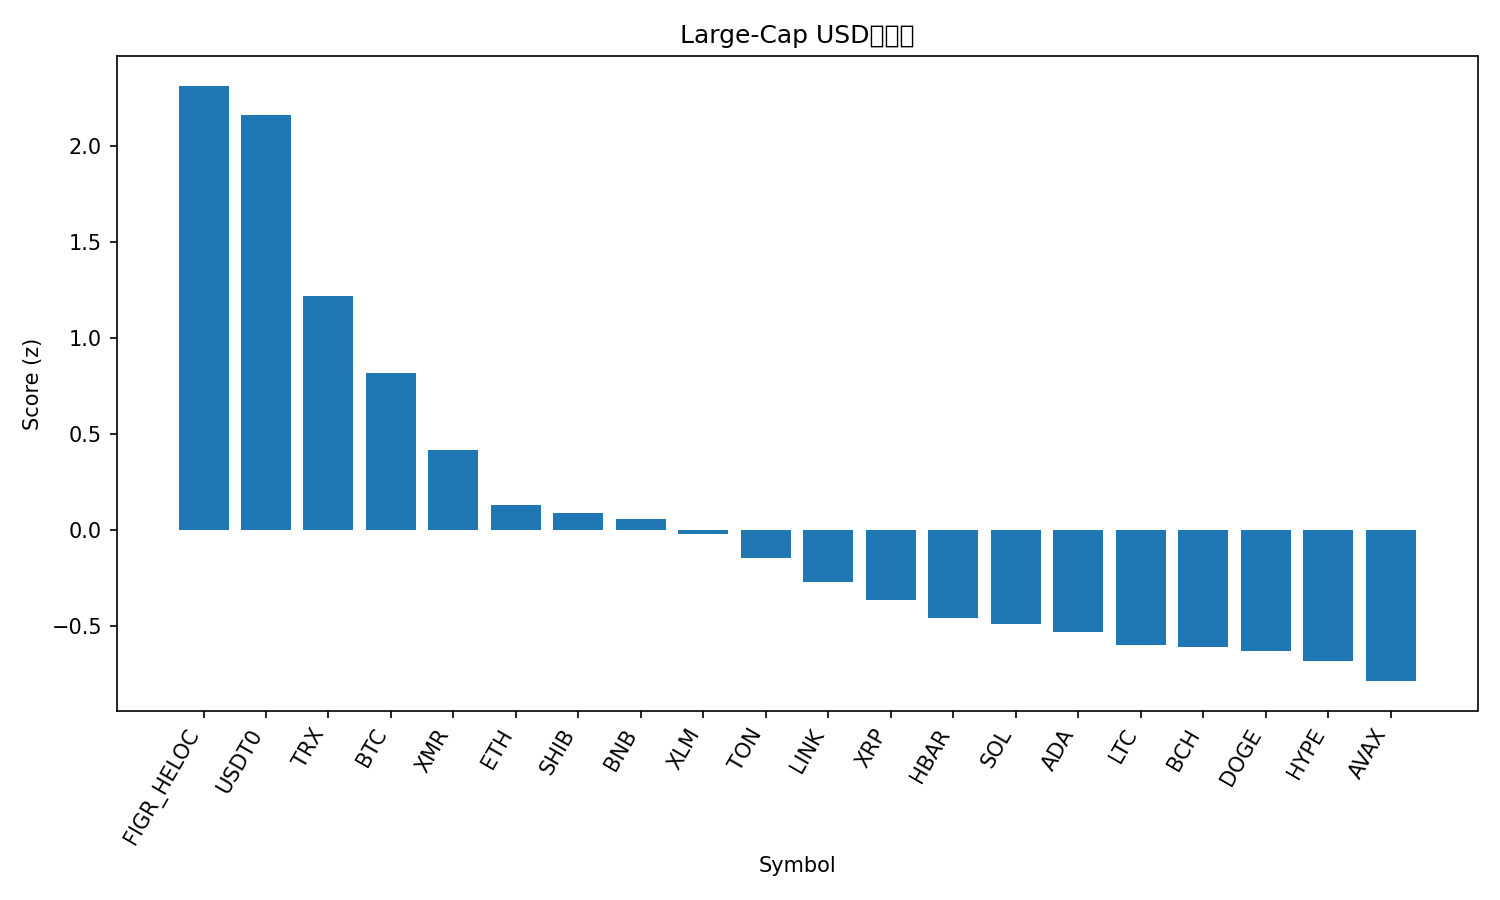 Large-Cap USD
Score (z)
2.0
1.5
1.0
0.5
0.0
−0.5
FIGR_HELOC
USDT0
TRX
BTC
XMR
ETH
SHIB
BNB
XLM
TON
LINK
XRP
HBAR
SOL
ADA
LTC
BCH
DOGE
HYPE
AVAX
Symbol